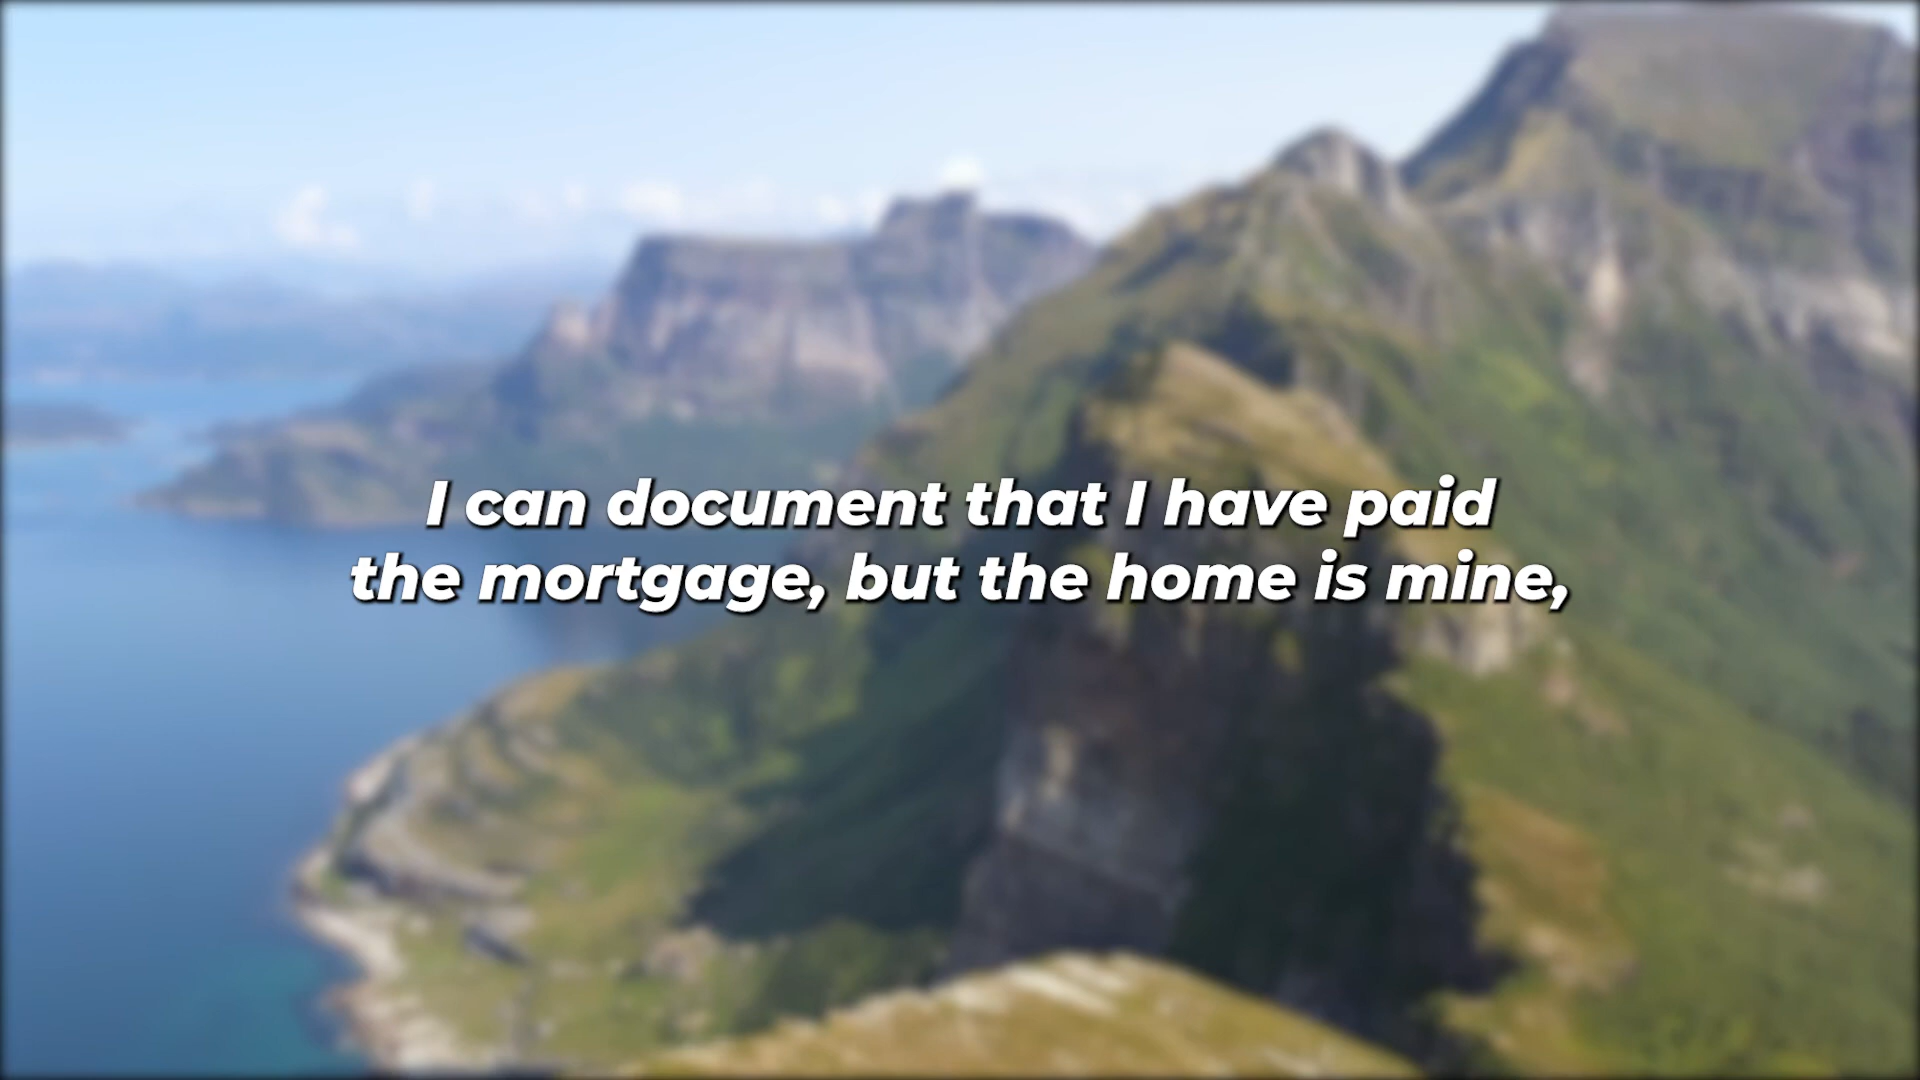 I can document that I have paid
the mortgage, but the home is mine,